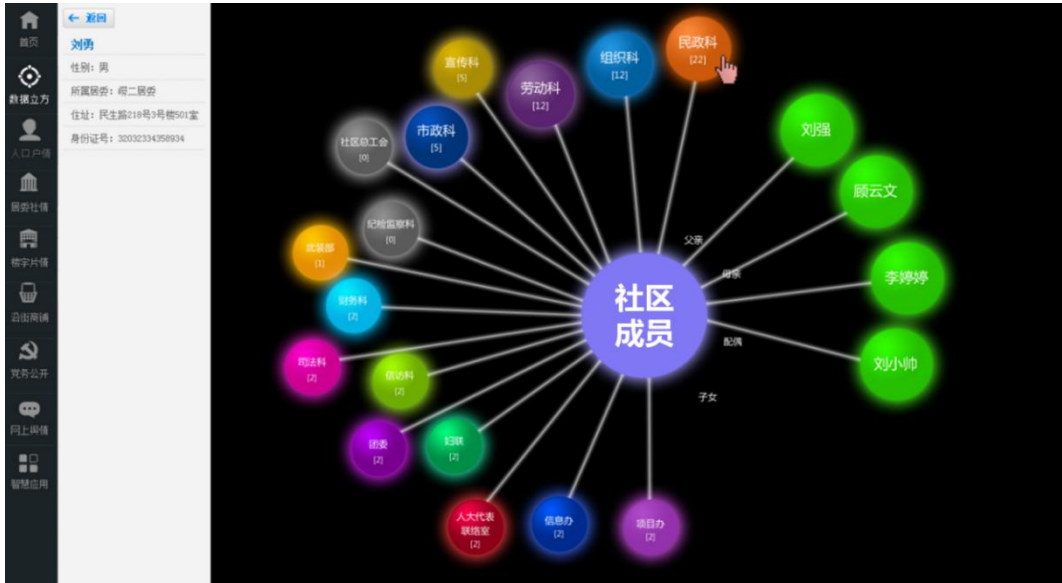 首页
数据立方
人口户情
居委社情
楼宇片情
沿街商铺
党务公开
网上舆情
智慧应用
← 返回
刘勇
性别：男
所属居委：崂二居委
住址：民生路218号3号楼501室
身份证号：32032334358934
宣传科
[5]
劳动科
[12]
组织科
[12]
民政科
[22]
社区总工会
[0]
市政科
[5]
刘强
顾云文
李婷婷
刘小帅
纪检监察科
[0]
武装部
[1]
财务科
[2]
司法科
[2]
信访科
[2]
团委
[2]
妇联
[2]
人大代表
联络室
[2]
信息办
[2]
项目办
[2]
社区
成员
父亲
母亲
配偶
子女